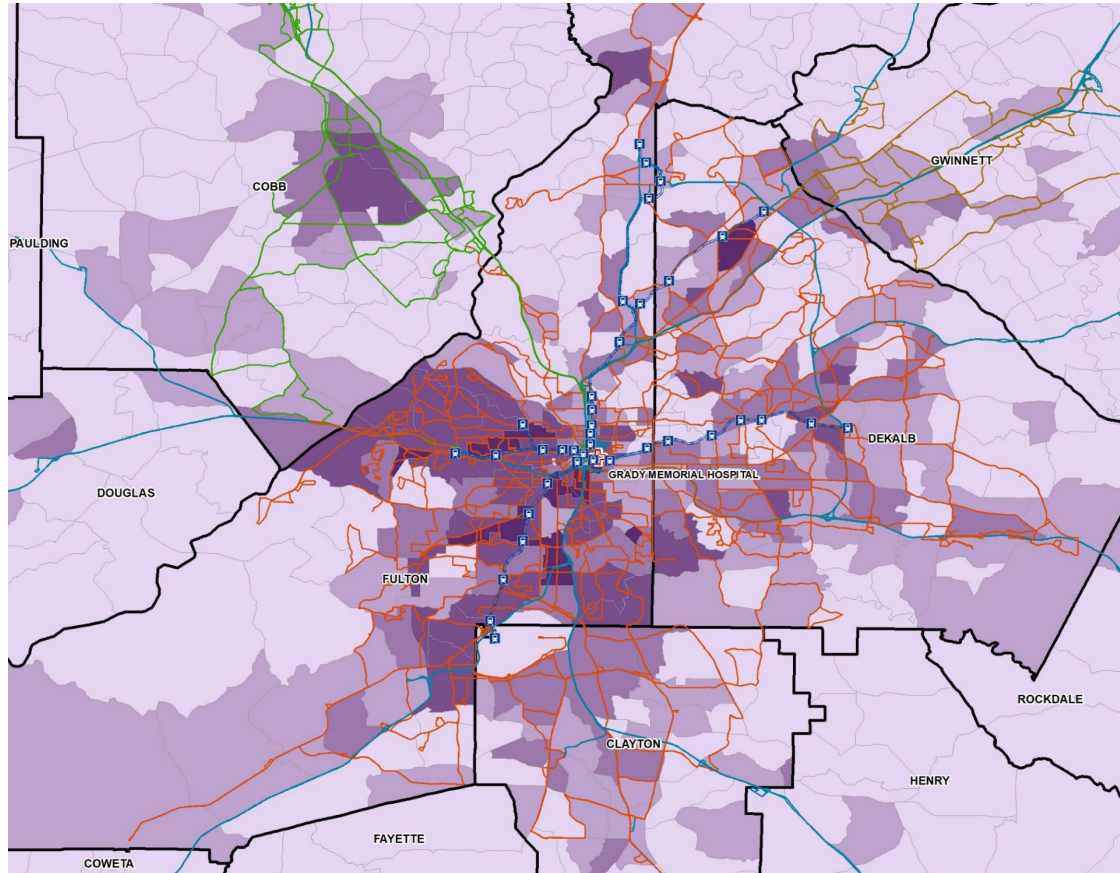 GWINNETT
COBB
PAULDING
DEKALB
GRADY MEMORIAL HOSPITAL
DOUGLAS
FULTON
ROCKDALE
CLAYTON
HENRY
FAYETTE
COWETA